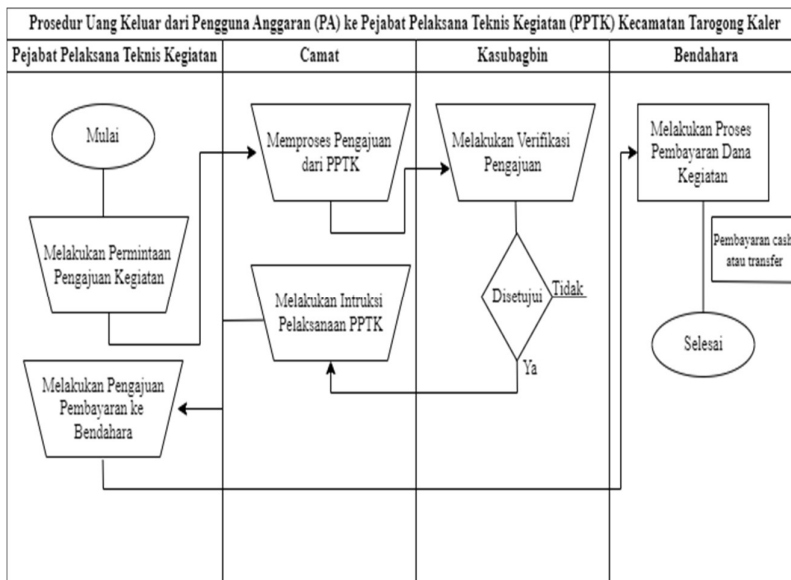 Prosedur Uang Keluar dari Pengguna Anggaran (PA) ke Pejabat Pelaksana Teknis Kegiatan (PPTK) Kecamatan Tarogong Kaler
Pejabat Pelaksana Teknis Kegiatan
Camat
Kasubagbin
Bendahara
Mulai
Melakukan Permintaan
Pengajuan Kegiatan
Melakukan Pengajuan
Pembayaran ke
Bendahara
Memproses Pengajuan
dari PPTK
Melakukan Intruksi
Pelaksanaan PPTK
Melakukan Verifikasi
Pengajuan
Disetujui
Tidak
Ya
Melakukan Proses
Pembayaran Dana
Kegiatan
Pembayaran cash
atau transfer
Selesai